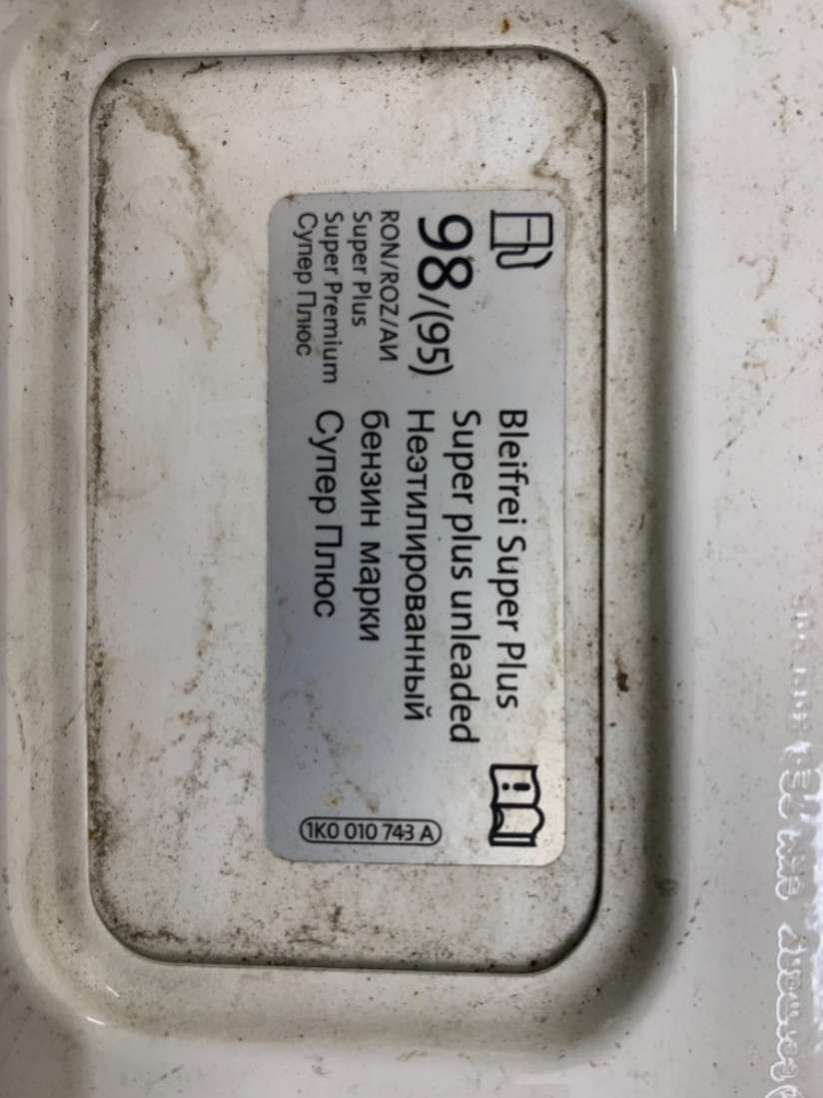 98/(95)
RON/ROZ/АИ
Super Plus
Super Premium
Супер Плюс
Bleifrei Super Plus
Super plus unleaded
Неэтилированный
бензин марки
Супер Плюс
1K0 010 743 A